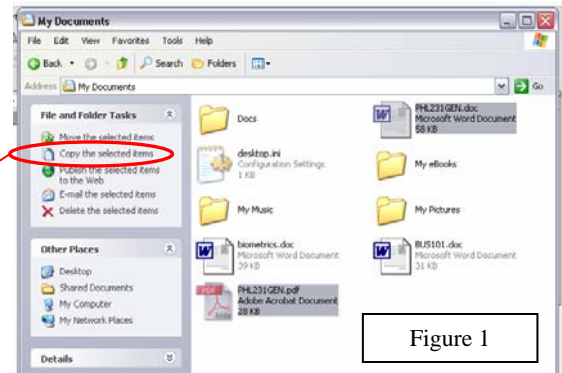 My Documents
File Edit View Favorites Tools Help
Back Search Folders
Address My Documents Go
File and Folder Tasks
Move the selected items
Copy the selected items
Publish the selected items
to the Web
E-mail the selected items
Delete the selected items
Other Places
Desktop
Shared Documents
My Computer
My Network Places
Details
Docs
PHL231GEN.doc
Microsoft Word Document
58 KB
desktop.ini
Configuration Settings
1 KB
My eBooks
My Music
My Pictures
biometrics.doc
Microsoft Word Document
39 KB
BUS101.doc
Microsoft Word Document
31 KB
PHL231GEN.pdf
Adobe Acrobat Document
28 KB
Figure 1